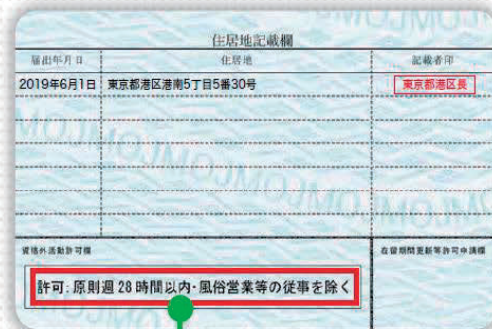 住居地記載欄
届出年月日 住居地 記載者印
2019年6月1日 東京都港区港南5丁目5番30号 東京都港区長
MOJMOJMOJMO
資格外活動許可欄 在留期間更新等許可申請欄
許可:原則週28時間以内・風俗営業等の従事を除く